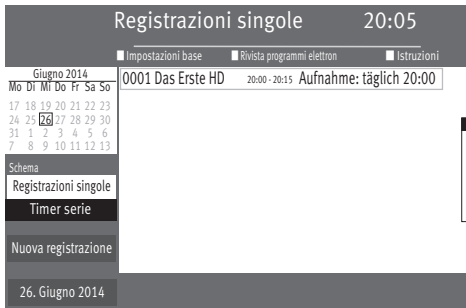 Registrazioni singole 20:05
Impostazioni base Rivista programmi elettron Istruzioni
Giugno 2014
Mo Di Mi Do Fr Sa So
17 18 19 20 21 22 23
24 25 26 27 28 29 30
31 1 2 3 4 5 6
7 8 9 10 11 12 13
0001 Das Erste HD 20:00 - 20:15 Aufnahme: täglich 20:00
Schema
Registrazioni singole
Timer serie
Nuova registrazione
26. Giugno 2014